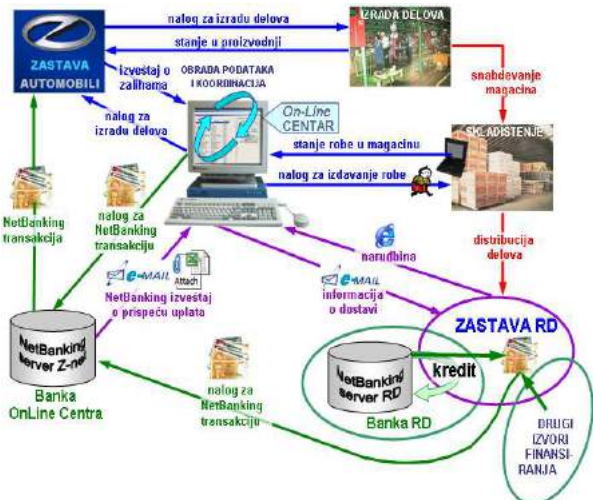 nalog za izradu delova
IZRADA DELOVA
stanje u proizvodnji
ZASTAVA
AUTOMOBILI
izveštaj o
zalihama
OBRADA PODATAKA
I KOORDINACIJA
snabdevanje
magacina
On-Line
CENTAR
nalog za
izradu delova
SKLADIŠTENJE
stanje robe u magacinu
nalog za izdavanje robe
NetBanking
transakcija
nalog za
NetBanking
transakciju
narudbina
distribucija
delova
e-MAIL
Attach
e-MAIL
NetBanking izveštaj
o prispeću uplata
informacija
o dostavi
ZASTAVA RD
NetBanking
server Z-net
NetBanking
server RD
kredit
Banka
OnLine Centra
nalog za
NetBanking
transakciju
Banka RD
DRUGI
IZVORI
FINANSI-
RANJA